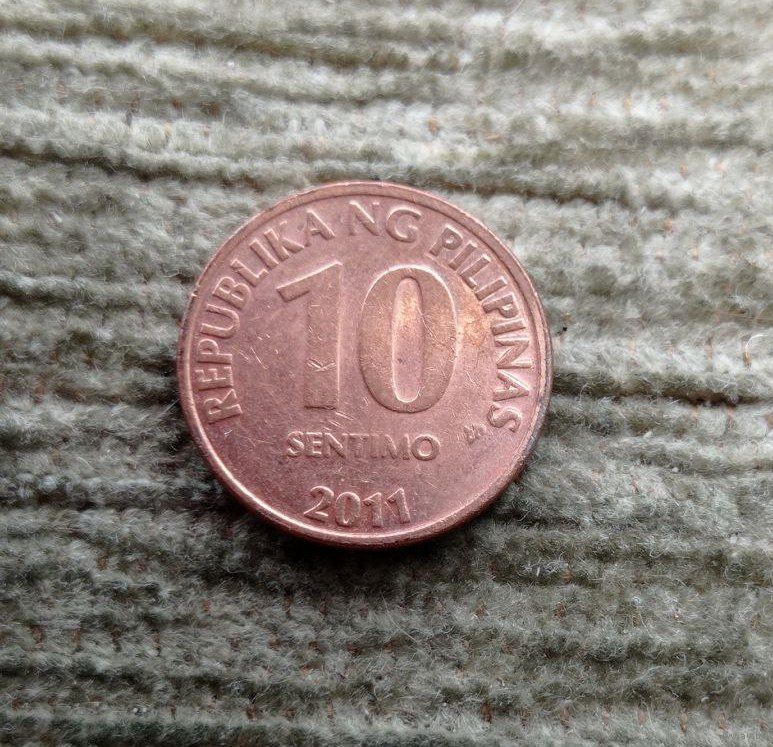 REPUBLIKA NG PILIPINAS
10
SENTIMO
2011